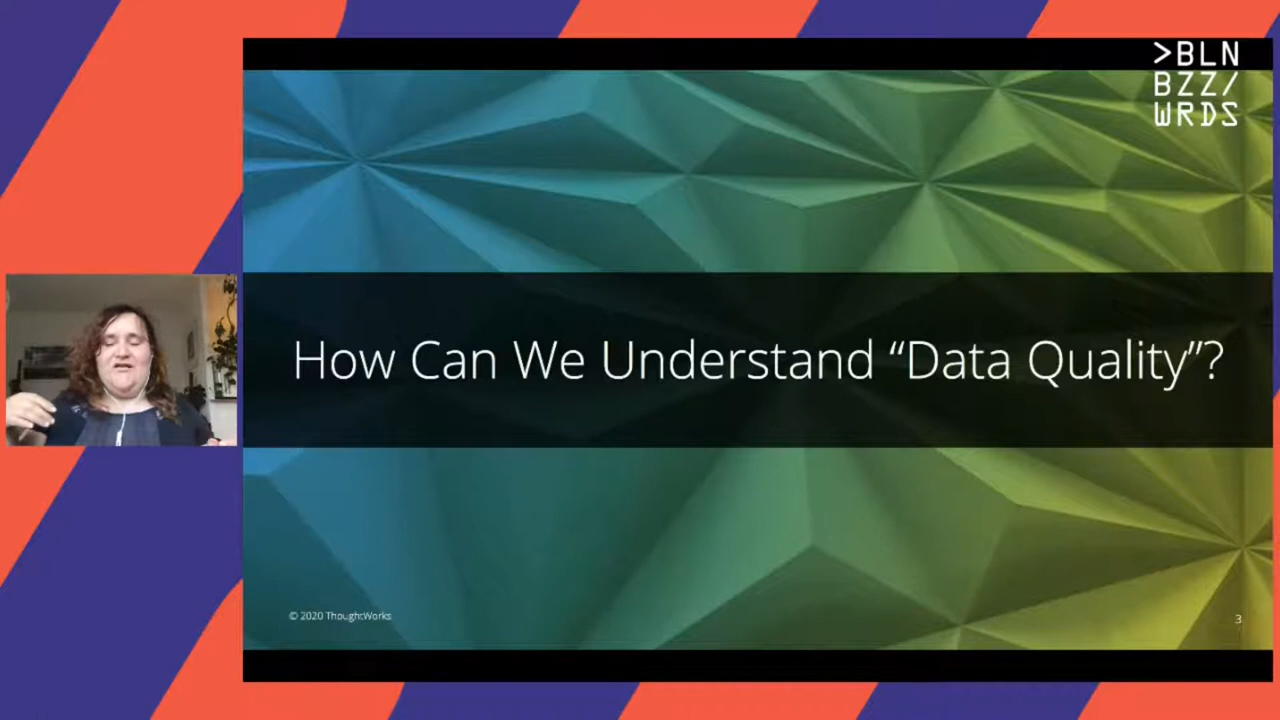 >BLN
BZZ/
WRDS
How Can We Understand “Data Quality”?
© 2020 ThoughtWorks
3